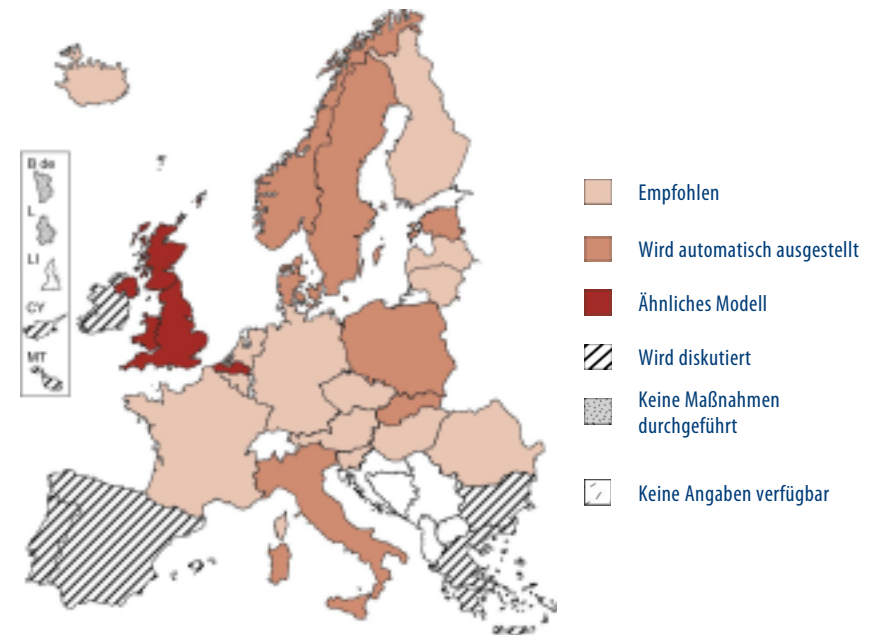 B de
L
LI
CY
MT
Empfohlen
Wird automatisch ausgestellt
Ähnliches Modell
Wird diskutiert
Keine Maßnahmen
durchgeführt
Keine Angaben verfügbar